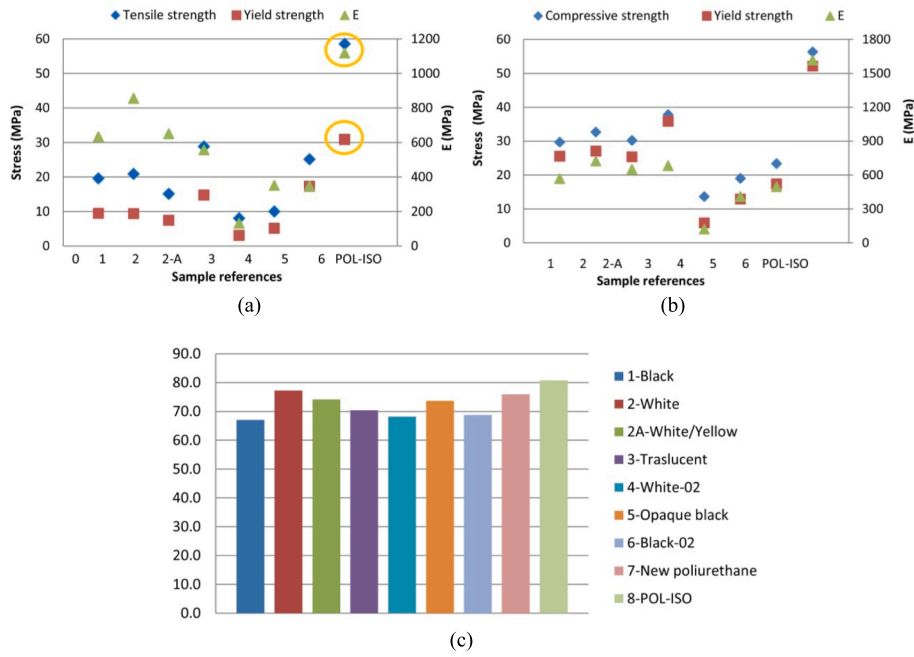 Tensile strength Yield strength E
60 1200
50 1000
40 800
30 600
20 400
10 200
0 0
Stress (MPa)
E (MPa)
0 1 2 2-A 3 4 5 6 POL-ISO
Sample references
(a)
Compressive strength Yield strength E
60 1800
50 1500
40 1200
30 900
20 600
10 300
0 0
Stress (MPa)
E (MPa)
1 2 2-A 3 4 5 6 POL-ISO
Sample references
(b)
90.0
80.0
70.0
60.0
50.0
40.0
30.0
20.0
10.0
0.0
1-Black
2-White
2A-White/Yellow
3-Traslucent
4-White-02
5-Opaque black
6-Black-02
7-New poliurethane
8-POL-ISO
(c)